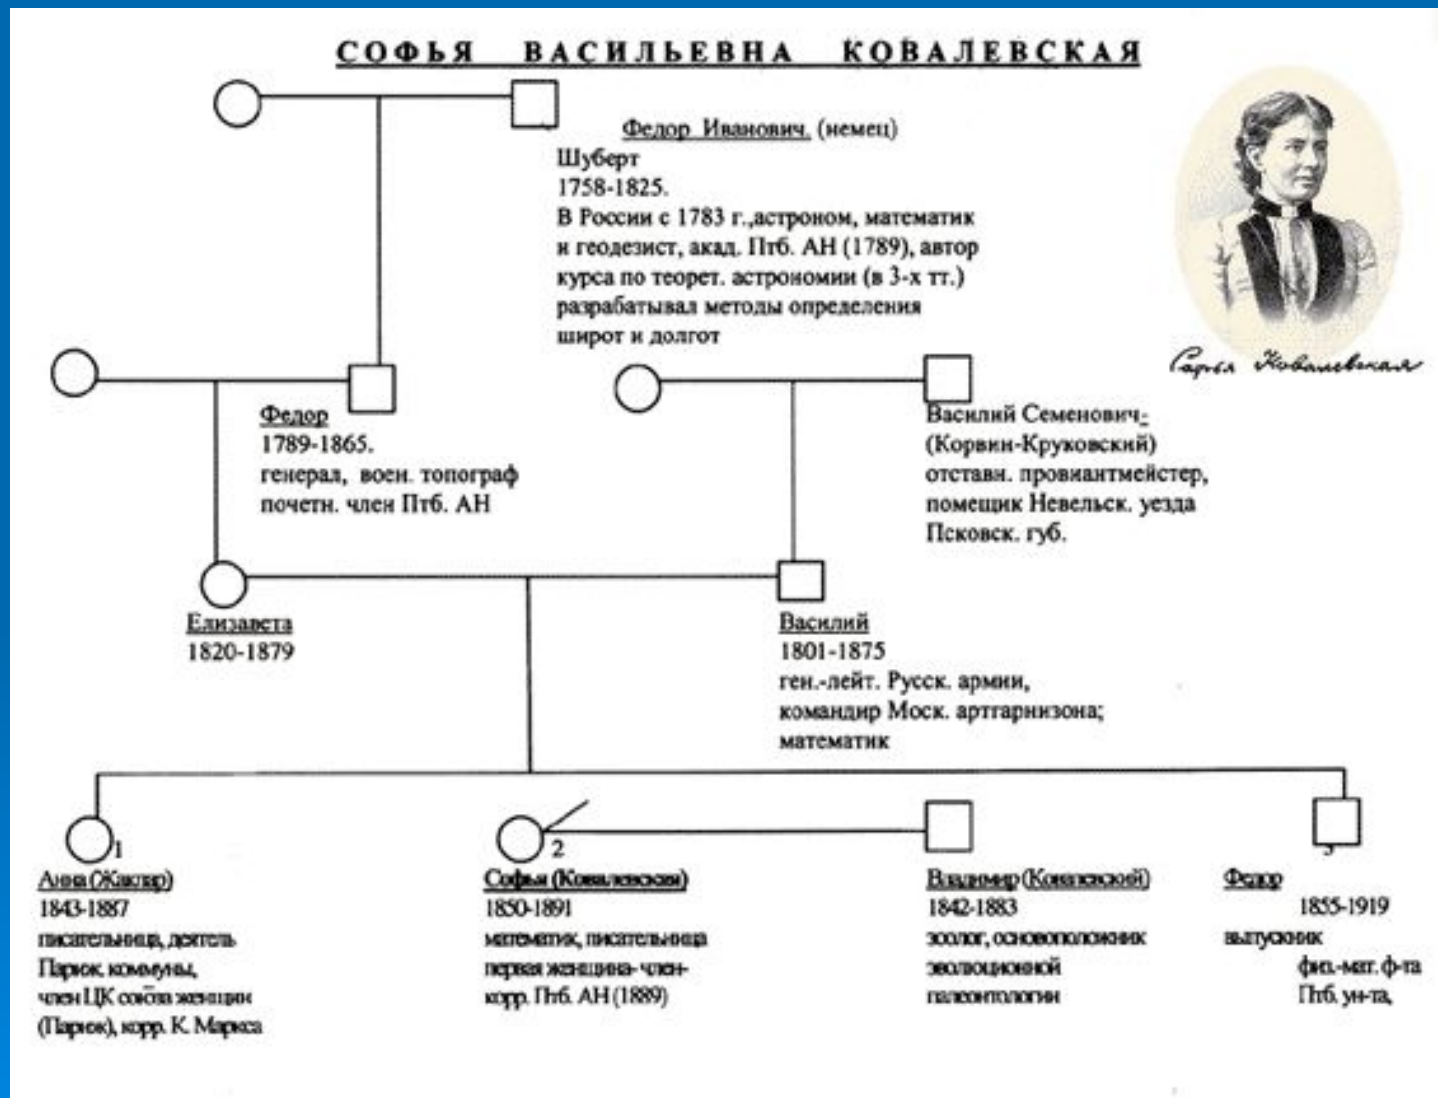 СОФЬЯ ВАСИЛЬЕВНА КОВАЛЕВСКАЯ
Федор Иванович. (немец)
Шуберт
1758-1825.
В России с 1783 г.,астроном, математик
и геодезист, акад. Птб. АН (1789), автор
курса по теорет. астрономии (в 3-х тт.)
разрабатывал методы определения
широт и долгот
Софья Ковалевская
Федор
1789-1865.
генерал, воен. топограф
почетн. член Птб. АН
Василий Семенович-
(Корвин-Круковский)
отставн. провиантмейстер,
помещик Невельск. уезда
Псковск. губ.
Елизавета
1820-1879
Василий
1801-1875
ген.-лейт. Русск. армии,
командир Моск. артгарнизона;
математик
1
Анна (Жаклар)
1843-1887
писательница, деятель
Париж. коммуны,
член ЦК союза женщин
(Париж), корр. К. Маркса
2
Софья (Ковалевская)
1850-1891
математик, писательница
первая женщина- член-
корр. Птб. АН (1889)
Владимир (Ковалевский)
1842-1883
зоолог, основоположник
эволюционной
палеонтологии
3
Федор
1855-1919
выпускник
физ.-мат. ф-та
Птб. ун-та,